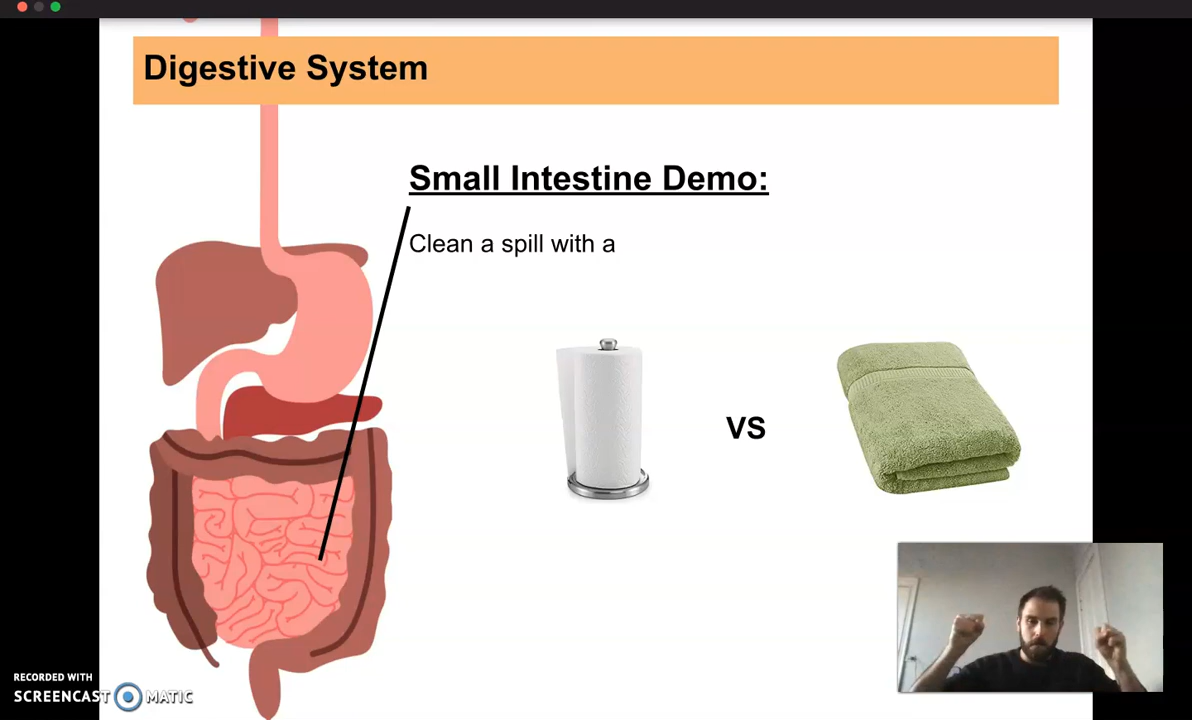 Digestive System
Small Intestine Demo:
Clean a spill with a
VS
RECORDED WITH
SCREENCAST MATIC